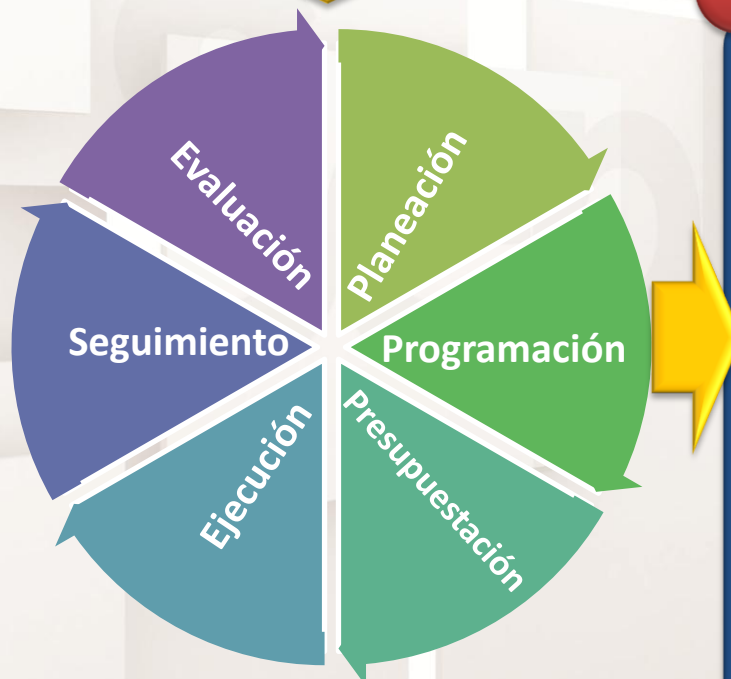 Planeación
Programación
Presupuestación
Ejecución
Seguimiento
Evaluación